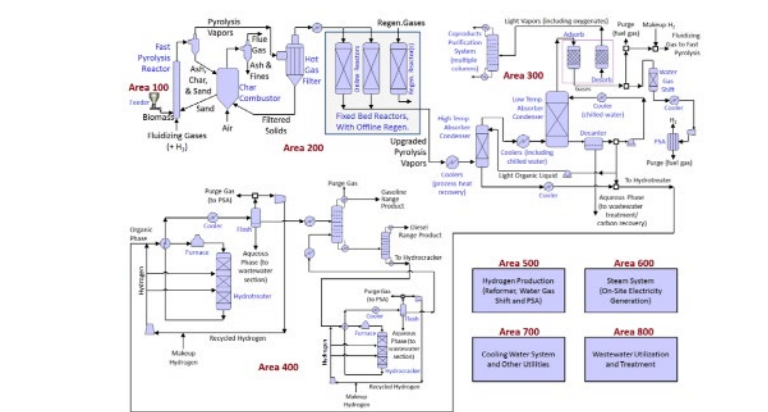 Pyrolysis
Vapors
Fast
Pyrolysis
Reactor
Area 100
Feeder
Biomass
Fluidizing Gases
(+ H₂)
Ash,
Char,
& Sand
Sand
Air
Flue
Gas
Ash &
Fines
Char
Combustor
Hot
Gas
Filter
Filtered
Solids
Area 200
Regen.Gases
Online Reactors
Regen. Reactor(s)
Fixed Bed Reactors,
With Offline Regen.
Upgraded
Pyrolysis
Vapors
Light Vapors (including oxygenates)
Coproducts
Purification
System
(multiple
columns)
Area 300
Adsorb
Desorb
Gases
Purge
(fuel gas)
Makeup H₂
Fluidizing
Gas to Fast
Pyrolysis
Water
Gas
Shift
Cooler
H₂
PSA
Purge (fuel gas)
Low Temp.
Absorber
Condenser
Cooler
(chilled water)
Decanter
High Temp.
Absorber
Condenser
Coolers (including
chilled water)
Light Organic Liquid
Coolers
(process heat
recovery)
Cooler
To Hydrotreater
Aqueous Phase
(to wastewater
treatment/
carbon recovery)
Purge Gas
(to PSA)
Cooler
Flash
Organic
Phase
Furnace
Aqueous
Phase (to
wastewater
section)
Hydrogen
Hydrotreater
Recycled Hydrogen
Makeup
Hydrogen
Area 400
Purge Gas
Gasoline
Range
Product
Diesel
Range Product
To Hydrocracker
Purge Gas
(to PSA)
Cooler
Flash
Furnace
Aqueous
Phase (to
wastewater
section)
Hydrogen
Hydrocracker
Recycled Hydrogen
Makeup
Hydrogen
Area 500
Hydrogen Production
(Reformer, Water Gas
Shift and PSA)
Area 600
Steam System
(On-Site Electricity
Generation)
Area 700
Cooling Water System
and Other Utilities
Area 800
Wastewater Utilization
and Treatment